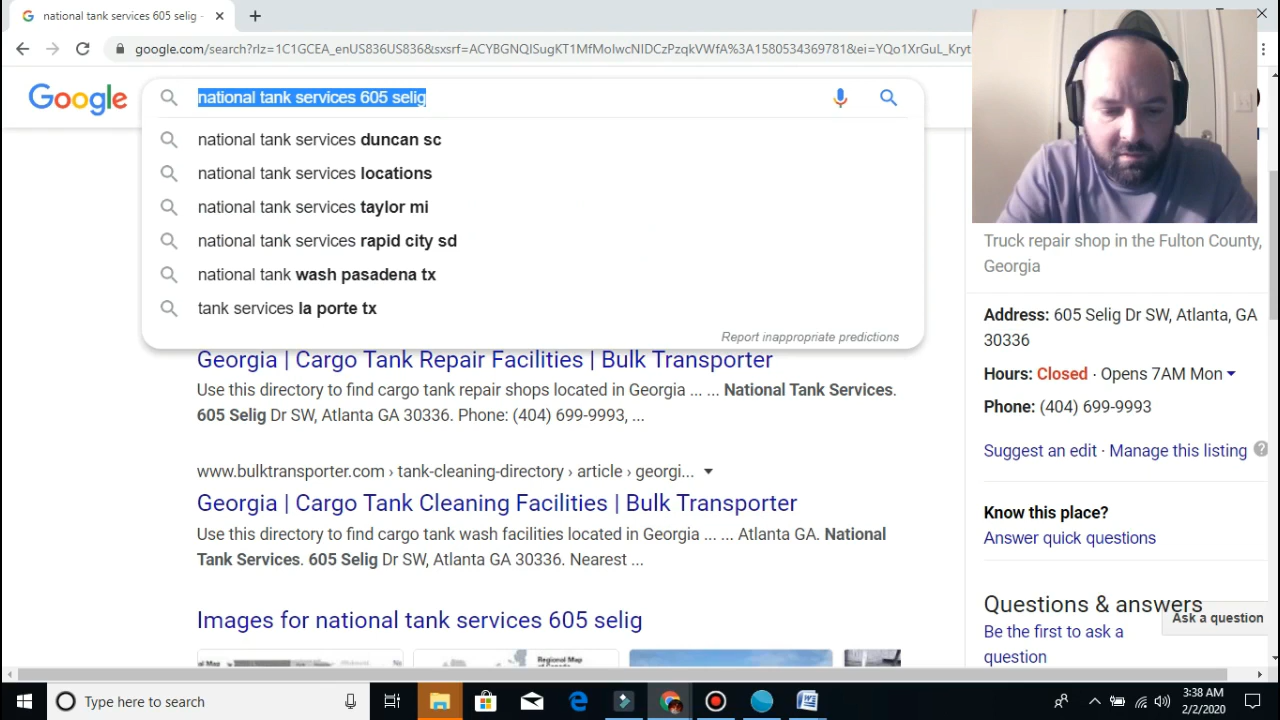 national tank services 605 selig -
google.com/search?rlz=1C1GCEA_enUS836US836&sxsrf=ACYBGNQISugKT1MfMoIwcNIDCzPzqkVWfA%3A1580534369781&ei=YQo1XrGuL_Kryt
Google
national tank services 605 selig
national tank services duncan sc
national tank services locations
national tank services taylor mi
national tank services rapid city sd
national tank wash pasadena tx
tank services la porte tx
Report inappropriate predictions
Georgia | Cargo Tank Repair Facilities | Bulk Transporter
Use this directory to find cargo tank repair shops located in Georgia ... ... National Tank Services.
605 Selig Dr SW, Atlanta GA 30336. Phone: (404) 699-9993, ...
www.bulktransporter.com › tank-cleaning-directory › article › georgi...
Georgia | Cargo Tank Cleaning Facilities | Bulk Transporter
Use this directory to find cargo tank wash facilities located in Georgia ... ... Atlanta GA. National
Tank Services. 605 Selig Dr SW, Atlanta GA 30336. Nearest ...
Images for national tank services 605 selig
Regional Map
Truck repair shop in the Fulton County,
Georgia
Address: 605 Selig Dr SW, Atlanta, GA
30336
Hours: Closed · Opens 7AM Mon
Phone: (404) 699-9993
Suggest an edit · Manage this listing
Know this place?
Answer quick questions
Questions & answers
Be the first to ask a
question
Ask a question
Type here to search
3:38 AM
2/2/2020